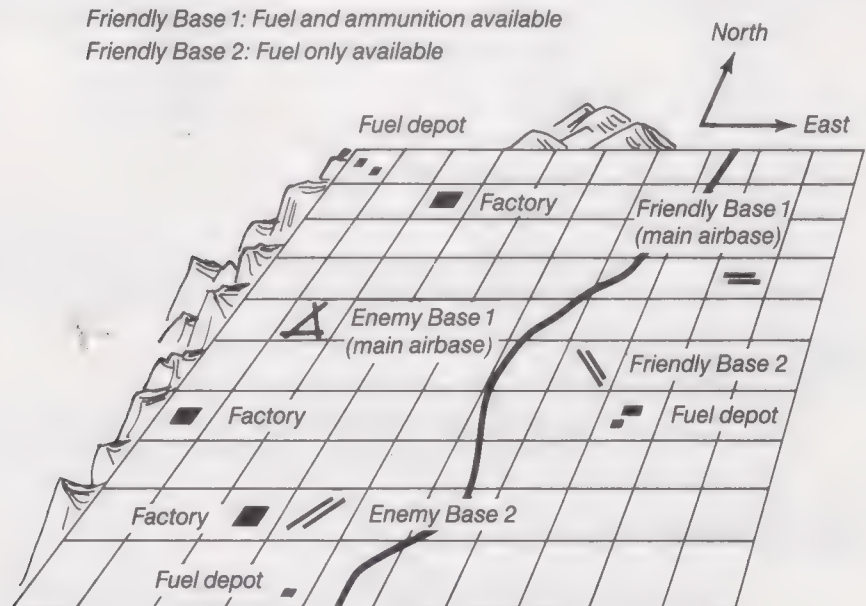 Friendly Base 1: Fuel and ammunition available
Friendly Base 2: Fuel only available
North
East
Fuel depot
Factory
Friendly Base 1
(main airbase)
Enemy Base 1
(main airbase)
Friendly Base 2
Factory
Fuel depot
Factory
Enemy Base 2
Fuel depot